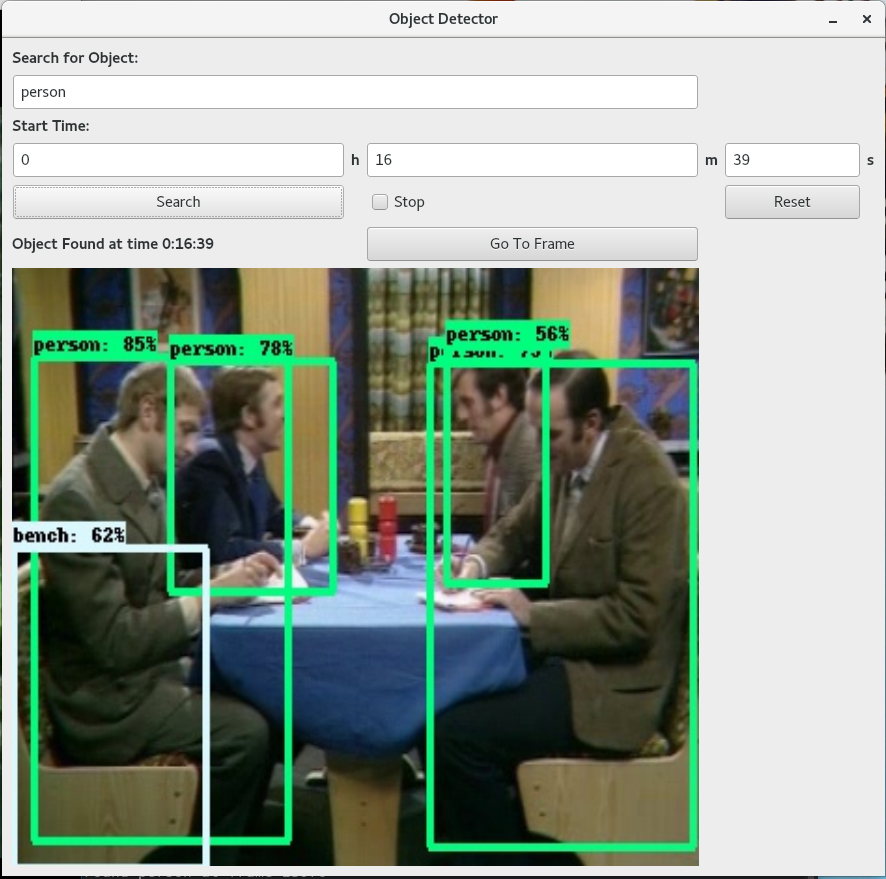 Object Detector
Search for Object:
person
Start Time:
0 h 16 m 39 s
Search Stop Reset
Object Found at time 0:16:39 Go To Frame
person: 56%
person: 85% person: 78%
bench: 62%